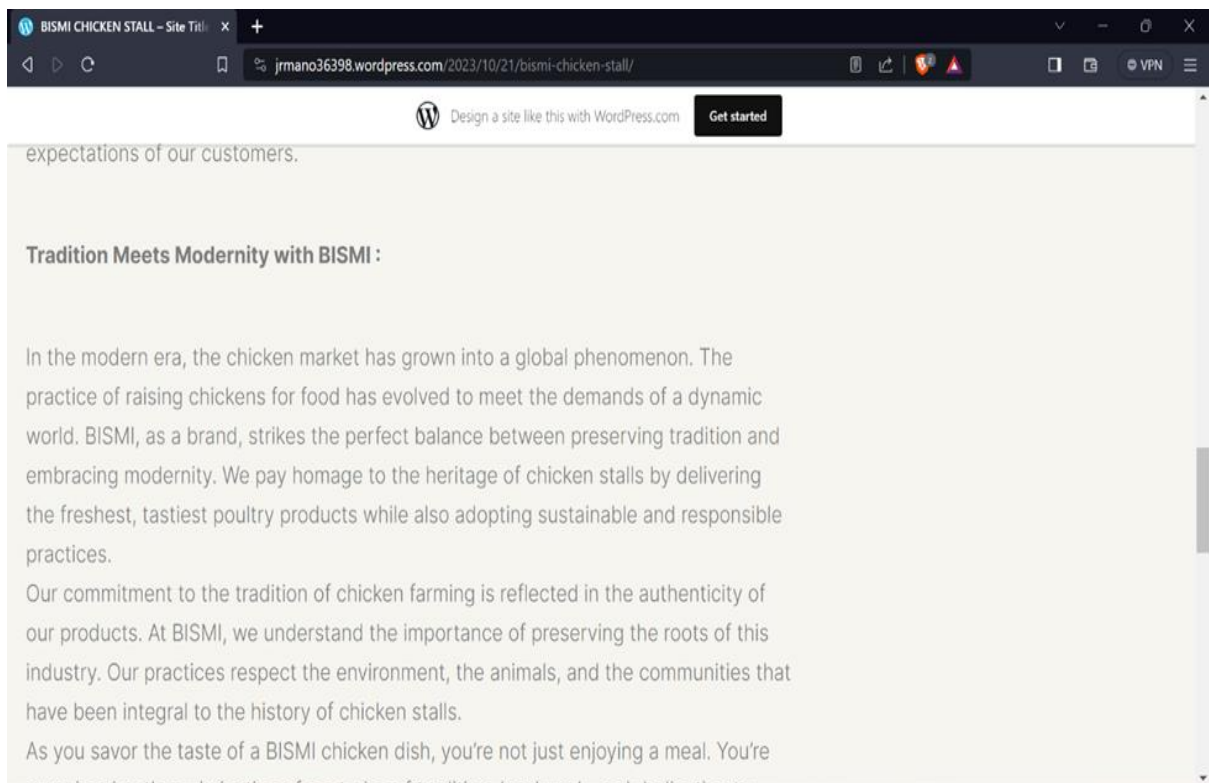 BISMI CHICKEN STALL – Site Titl
jrmano36398.wordpress.com/2023/10/21/bismi-chicken-stall/
2
VPN
Design a site like this with WordPress.com
Get started
expectations of our customers.
Tradition Meets Modernity with BISMI :
In the modern era, the chicken market has grown into a global phenomenon. The
practice of raising chickens for food has evolved to meet the demands of a dynamic
world. BISMI, as a brand, strikes the perfect balance between preserving tradition and
embracing modernity. We pay homage to the heritage of chicken stalls by delivering
the freshest, tastiest poultry products while also adopting sustainable and responsible
practices.
Our commitment to the tradition of chicken farming is reflected in the authenticity of
our products. At BISMI, we understand the importance of preserving the roots of this
industry. Our practices respect the environment, the animals, and the communities that
have been integral to the history of chicken stalls.
As you savor the taste of a BISMI chicken dish, you’re not just enjoying a meal. You’re